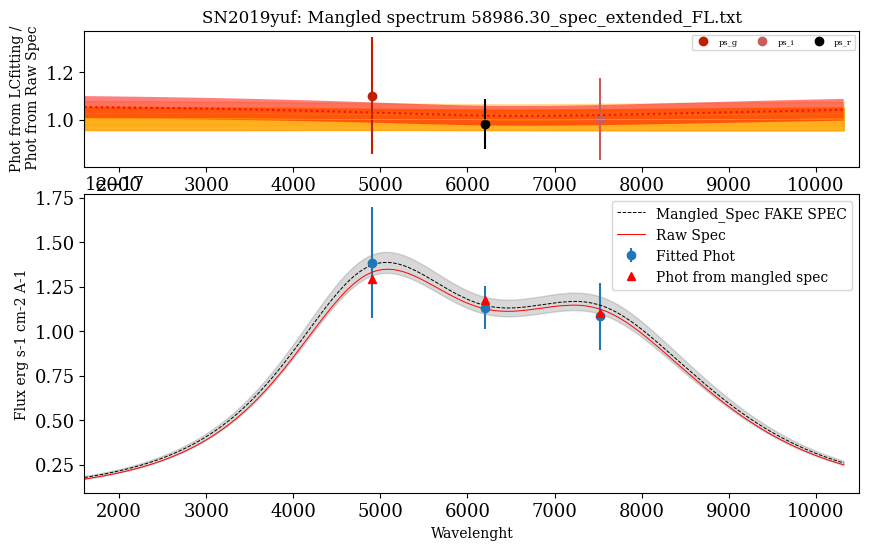 SN2019yuf: Mangled spectrum 58986.30_spec_extended_FL.txt
Phot from LCfitting /
Phot from Raw Spec
1.2
1.0
ps_g ps_i ps_r
2000 3000 4000 5000 6000 7000 8000 9000 10000
1e−17
1.75
1.50
1.25
1.00
0.75
0.50
0.25
Flux erg s-1 cm-2 A-1
Mangled_Spec FAKE SPEC
Raw Spec
Fitted Phot
Phot from mangled spec
2000 3000 4000 5000 6000 7000 8000 9000 10000
Wavelenght